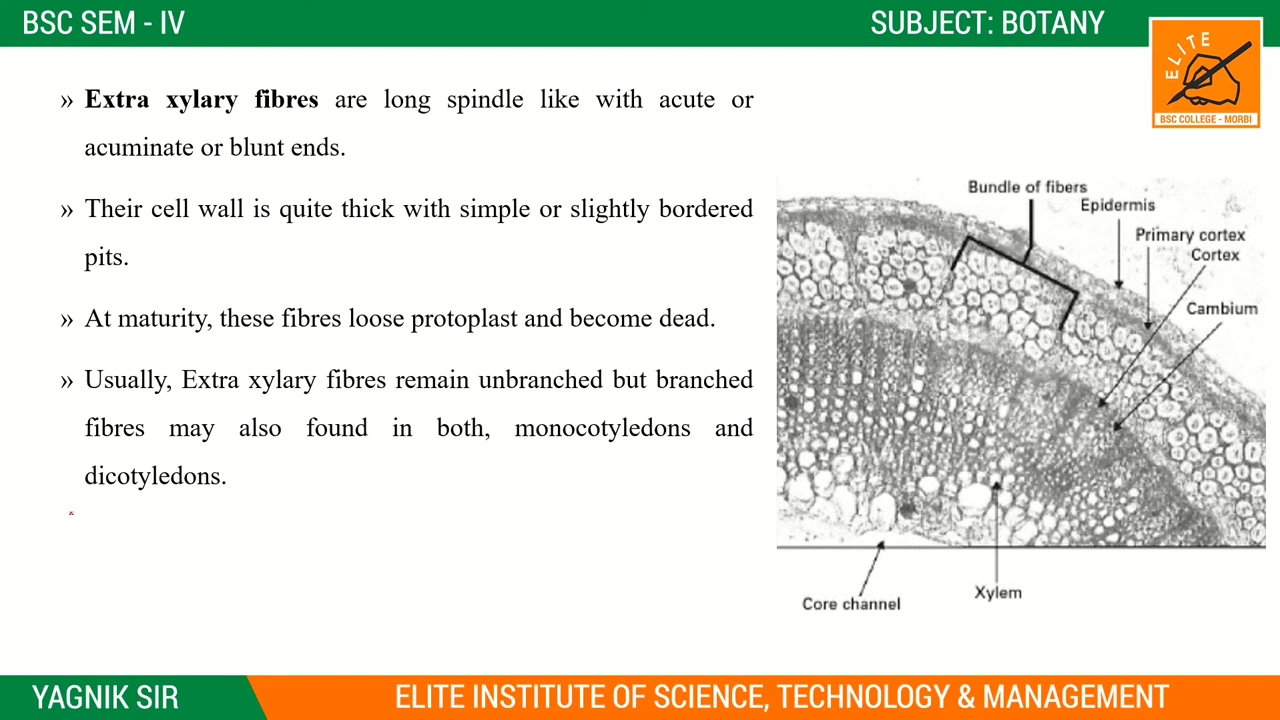 BSC SEM - IV
SUBJECT: BOTANY
ELITE
BSC COLLEGE - MORBI
» Extra xylary fibres are long spindle like with acute or
acuminate or blunt ends.
» Their cell wall is quite thick with simple or slightly bordered
pits.
» At maturity, these fibres loose protoplast and become dead.
» Usually, Extra xylary fibres remain unbranched but branched
fibres may also found in both, monocotyledons and
dicotyledons.
Bundle of fibers
Epidermis
Primary cortex
Cortex
Cambium
Core channel
Xylem
YAGNIK SIR
ELITE INSTITUTE OF SCIENCE, TECHNOLOGY & MANAGEMENT